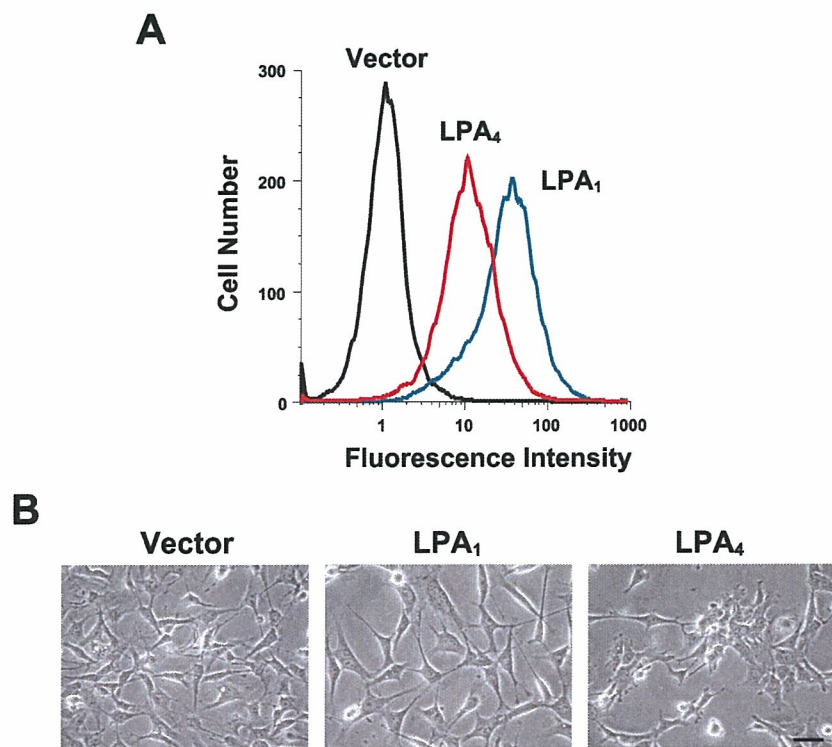 A
Vector
LPA₄
LPA₁
300
200
100
0
Cell Number
1
10
100
1000
Fluorescence Intensity
B
Vector
LPA₁
LPA₄